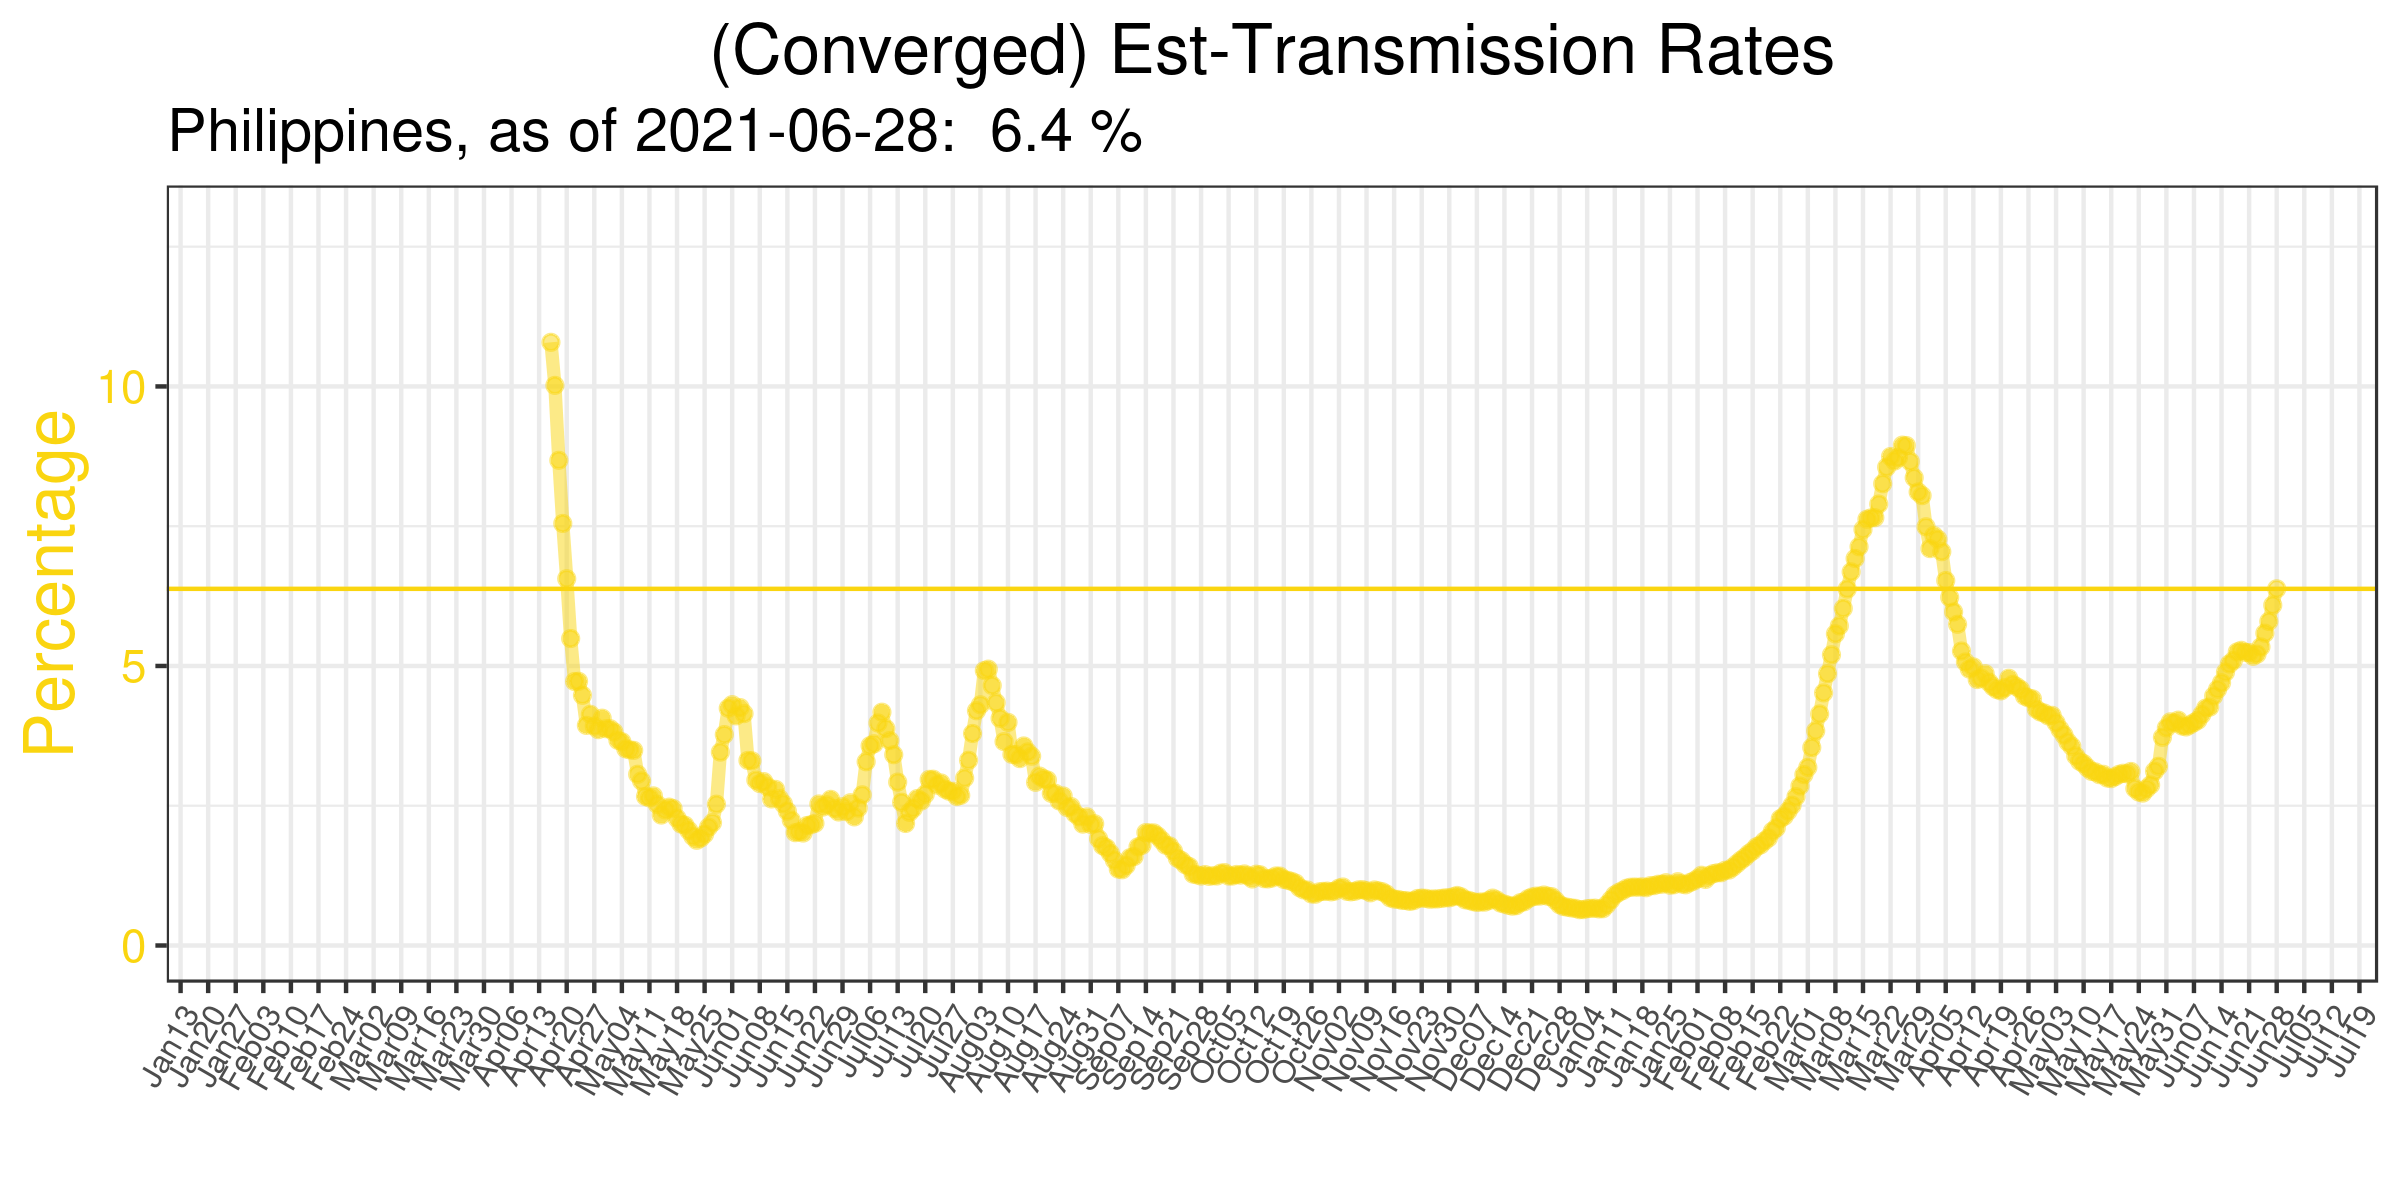 (Converged) Est-Transmission Rates
Philippines, as of 2021-06-28:  6.4 %
Percentage
10
5
0
Jan13
Jan20
Jan27
Feb03
Feb10
Feb17
Feb24
Mar02
Mar09
Mar16
Mar23
Mar30
Apr06
Apr13
Apr20
Apr27
May04
May11
May18
May25
Jun01
Jun08
Jun15
Jun22
Jun29
Jul06
Jul13
Jul20
Jul27
Aug03
Aug10
Aug17
Aug24
Aug31
Sep07
Sep14
Sep21
Sep28
Oct05
Oct12
Oct19
Oct26
Nov02
Nov09
Nov16
Nov23
Nov30
Dec07
Dec14
Dec21
Dec28
Jan04
Jan11
Jan18
Jan25
Feb01
Feb08
Feb15
Feb22
Mar01
Mar08
Mar15
Mar22
Mar29
Apr05
Apr12
Apr19
Apr26
May03
May10
May17
May24
May31
Jun07
Jun14
Jun21
Jun28
Jul05
Jul12
Jul19